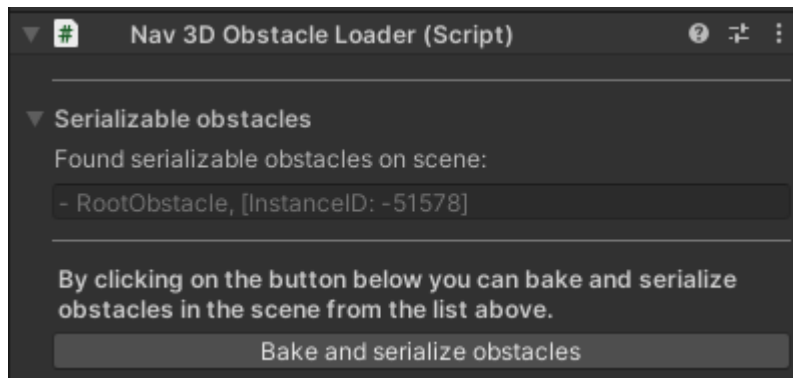 # Nav 3D Obstacle Loader (Script)
Serializable obstacles
Found serializable obstacles on scene:
- RootObstacle, [InstanceID: -51578]
By clicking on the button below you can bake and serialize
obstacles in the scene from the list above.
Bake and serialize obstacles